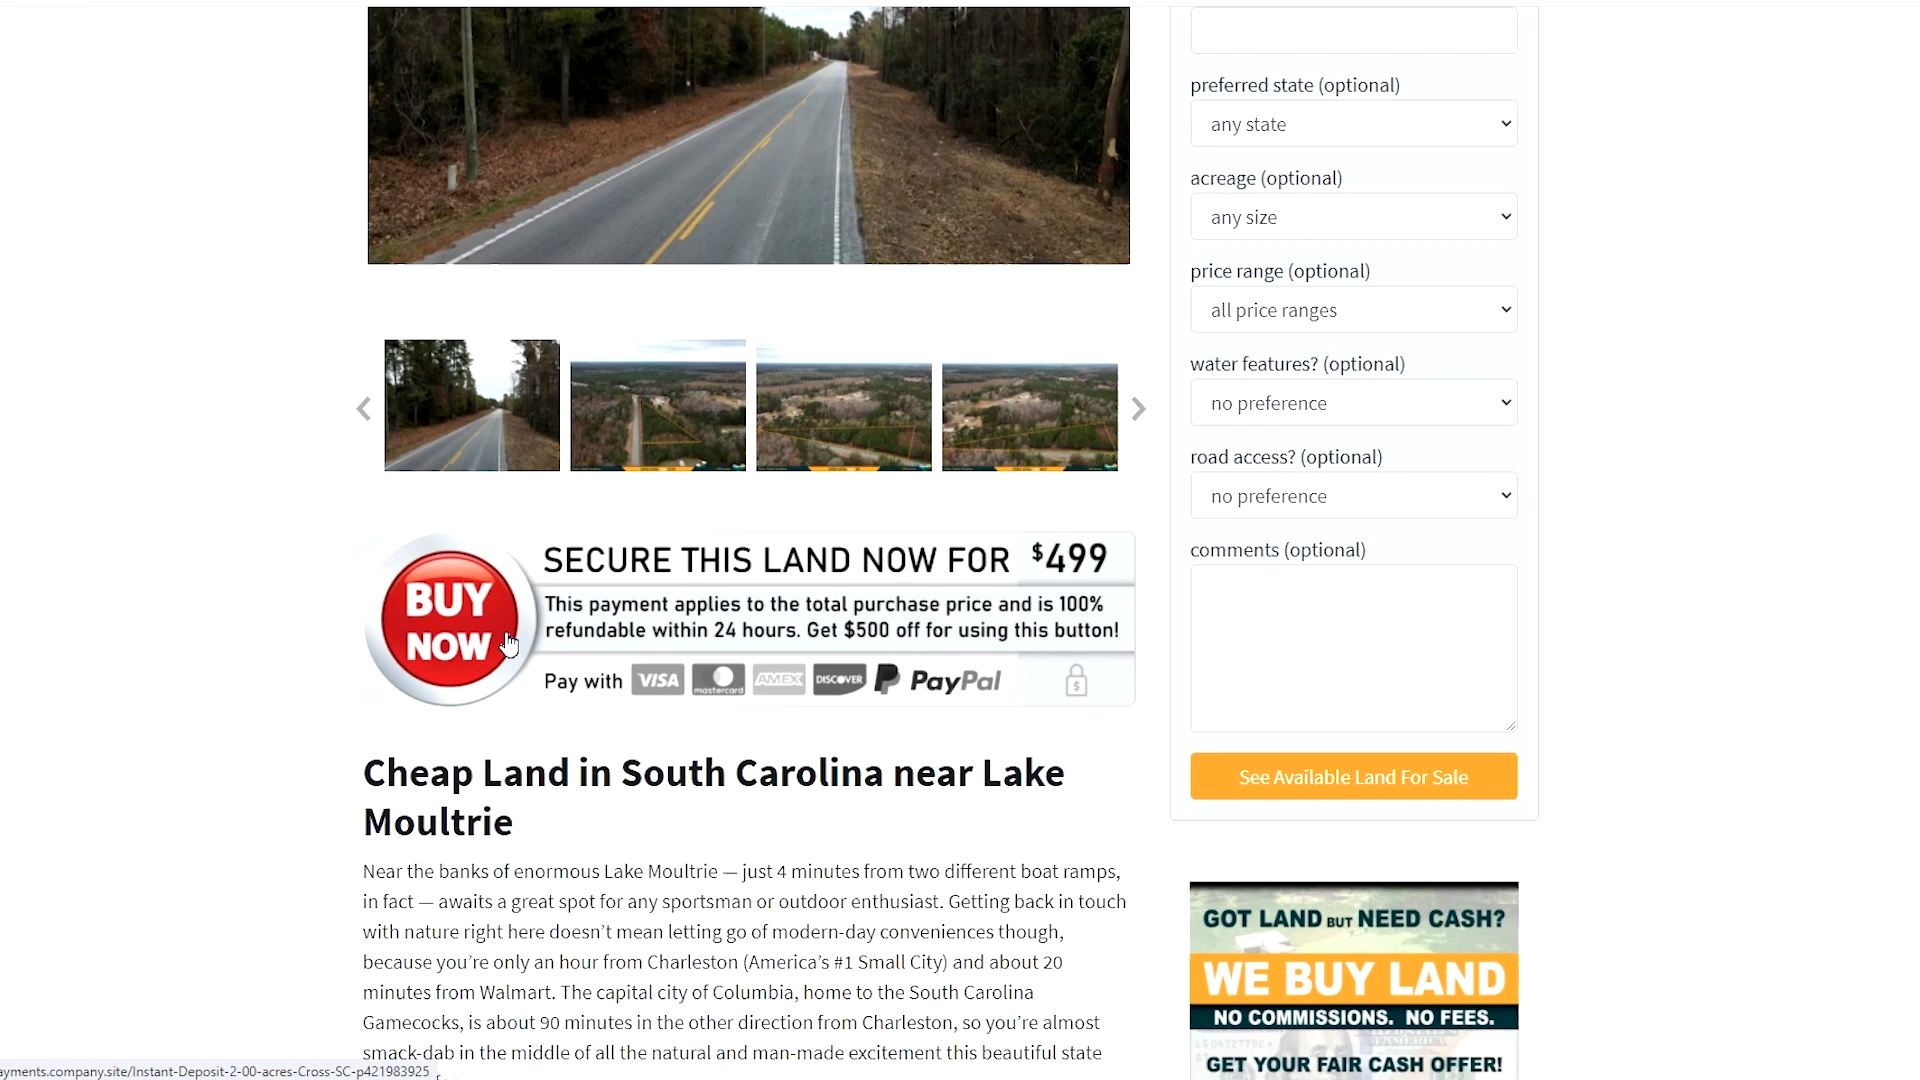 preferred state (optional)
any state
acreage (optional)
any size
price range (optional)
all price ranges
water features? (optional)
no preference
road access? (optional)
no preference
comments (optional)
See Available Land For Sale
BUY
NOW
SECURE THIS LAND NOW FOR $499
This payment applies to the total purchase price and is 100%
refundable within 24 hours. Get $500 off for using this button!
Pay with VISA mastercard AMEX DISCOVER PayPal
Cheap Land in South Carolina near Lake
Moultrie
Near the banks of enormous Lake Moultrie — just 4 minutes from two different boat ramps,
in fact — awaits a great spot for any sportsman or outdoor enthusiast. Getting back in touch
with nature right here doesn’t mean letting go of modern-day conveniences though,
because you’re only an hour from Charleston (America’s #1 Small City) and about 20
minutes from Walmart. The capital city of Columbia, home to the South Carolina
Gamecocks, is about 90 minutes in the other direction from Charleston, so you’re almost
smack-dab in the middle of all the natural and man-made excitement this beautiful state
GOT LAND BUT NEED CASH?
WE BUY LAND
NO COMMISSIONS. NO FEES.
GET YOUR FAIR CASH OFFER!
ayments.company.site/Instant-Deposit-2-00-acres-Cross-SC-p421983925